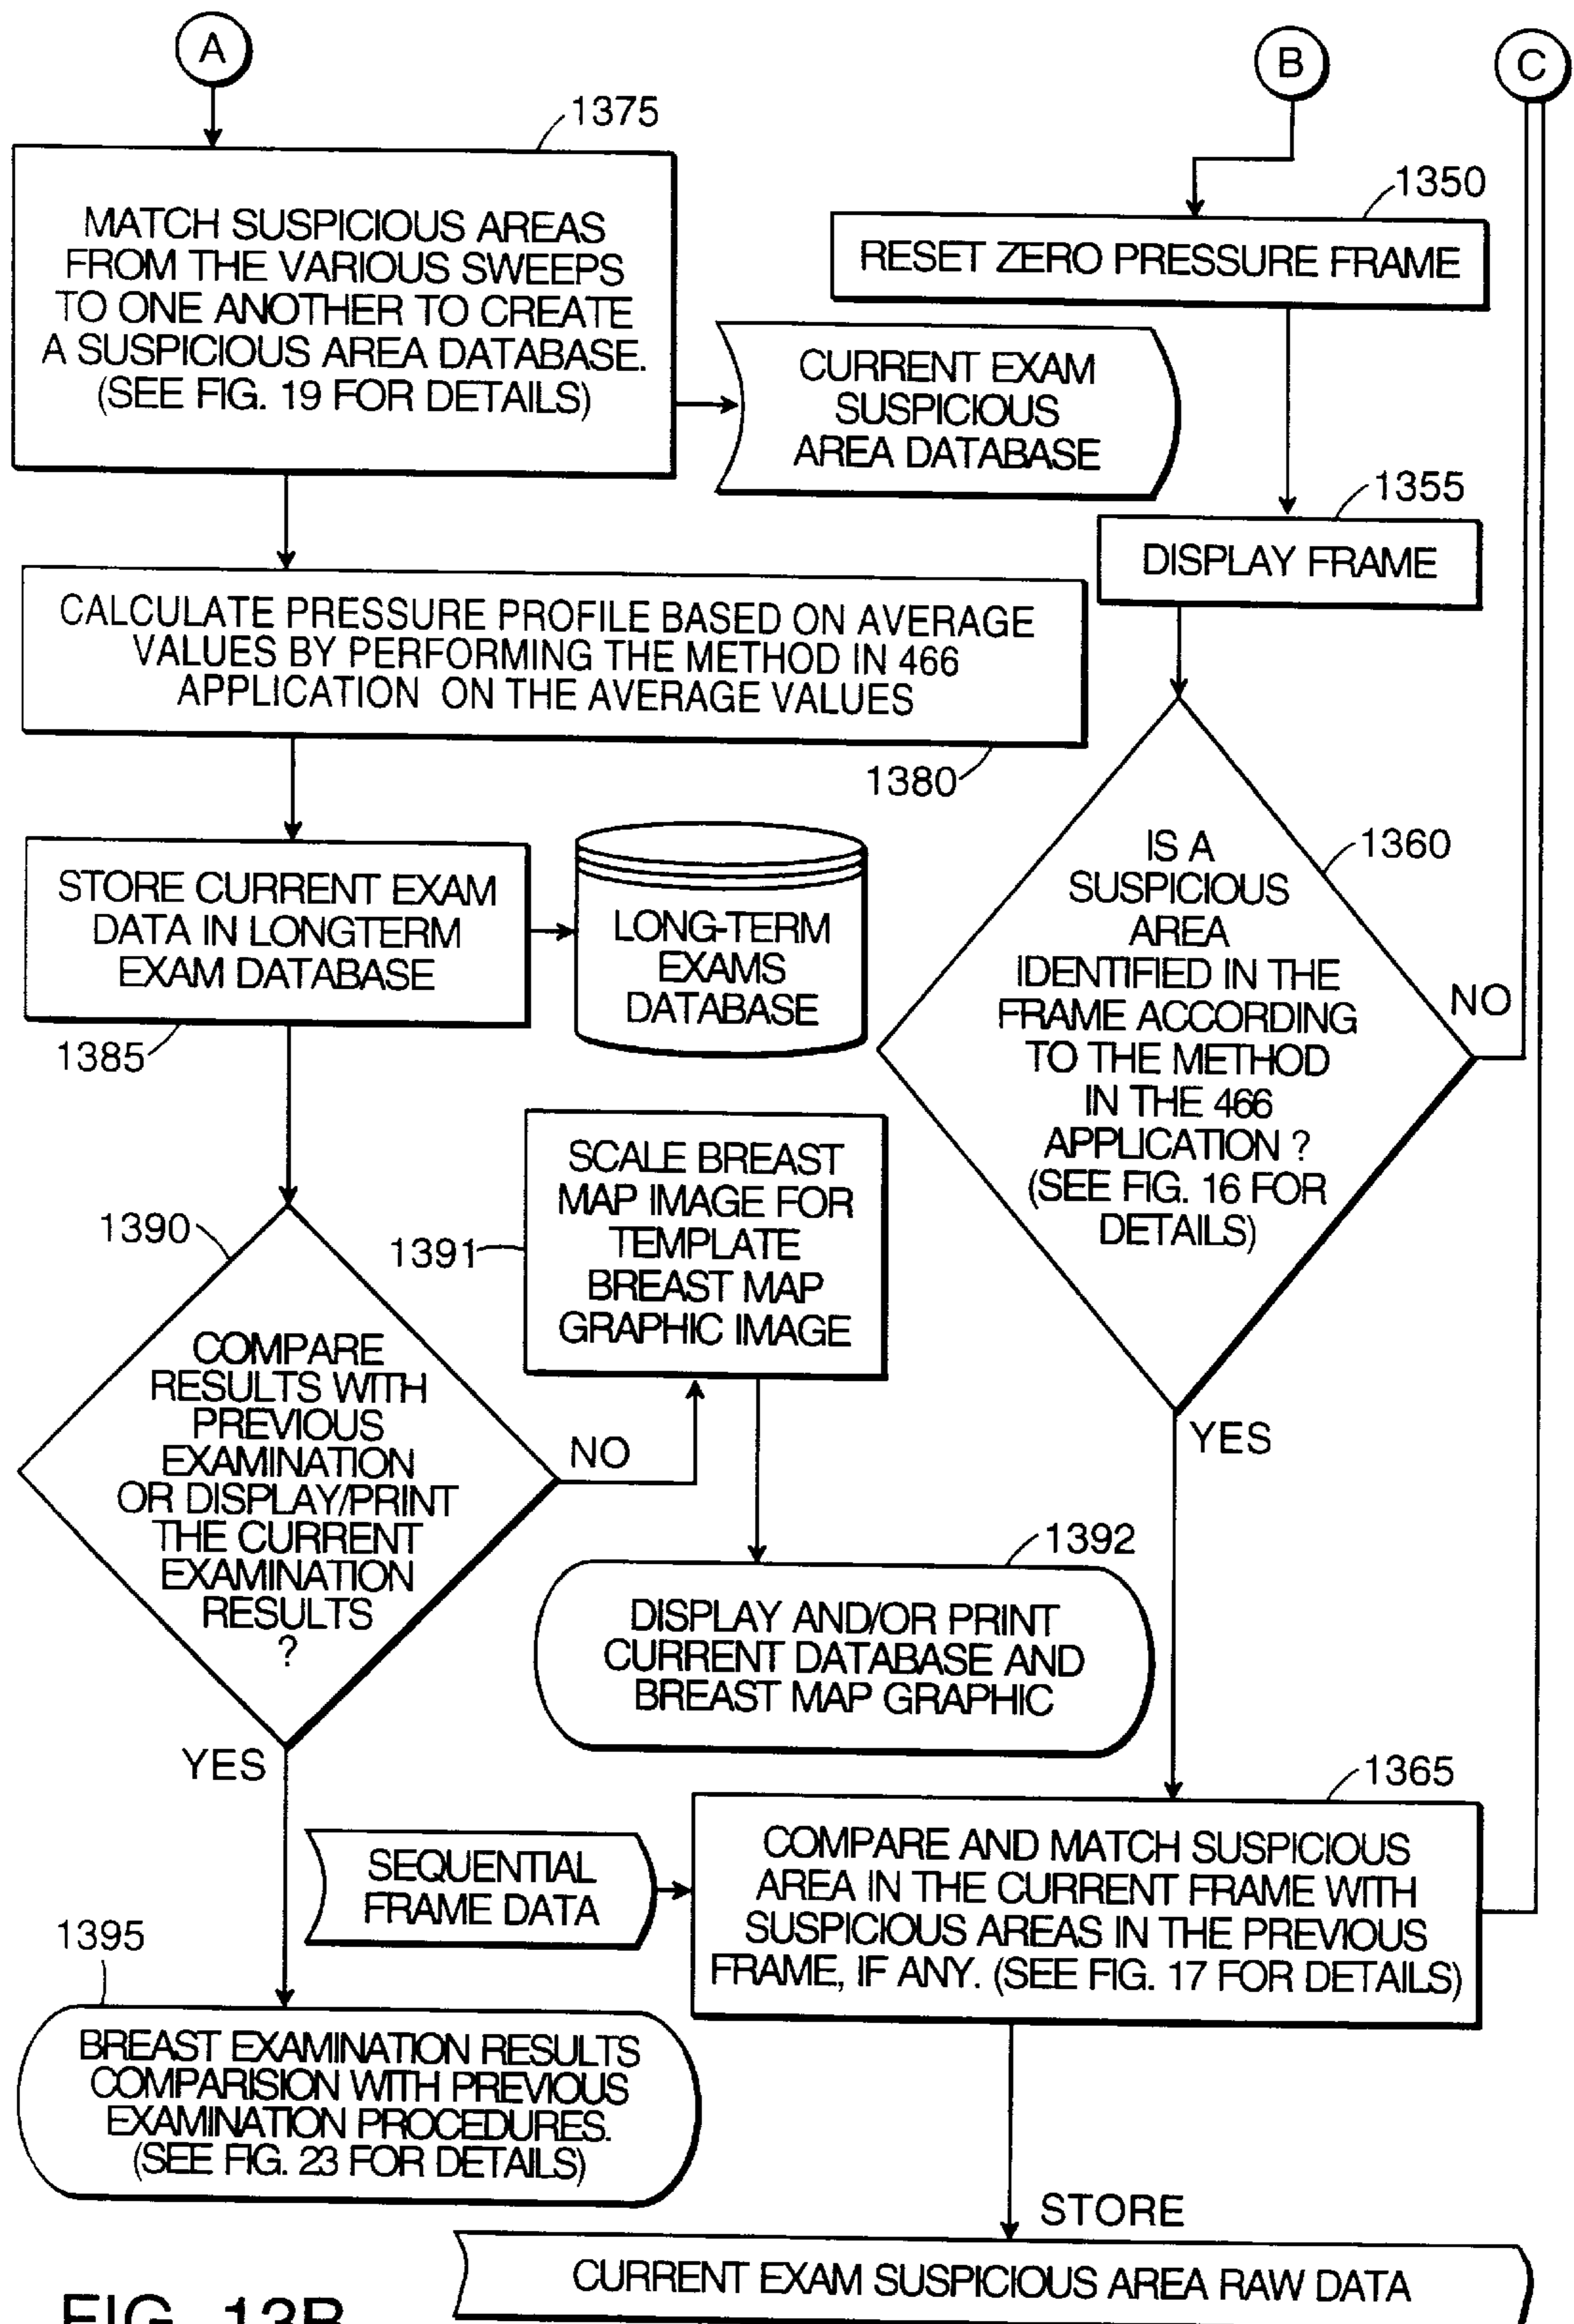 A
B
C
1375
MATCH SUSPICIOUS AREAS
FROM THE VARIOUS SWEEPS
TO ONE ANOTHER TO CREATE
A SUSPICIOUS AREA DATABASE.
(SEE FIG. 19 FOR DETAILS)
1350
RESET ZERO PRESSURE FRAME
CURRENT EXAM
SUSPICIOUS
AREA DATABASE
1355
DISPLAY FRAME
CALCULATE PRESSURE PROFILE BASED ON AVERAGE
VALUES BY PERFORMING THE METHOD IN 466
APPLICATION ON THE AVERAGE VALUES
1380
1360
IS A
SUSPICIOUS
AREA
IDENTIFIED IN THE
FRAME ACCORDING
TO THE METHOD
IN THE 466
APPLICATION ?
(SEE FIG. 16 FOR
DETAILS)
NO
YES
STORE CURRENT EXAM
DATA IN LONGTERM
EXAM DATABASE
1385
LONG-TERM
EXAMS
DATABASE
1390
COMPARE
RESULTS WITH
PREVIOUS
EXAMINATION
OR DISPLAY/PRINT
THE CURRENT
EXAMINATION
RESULTS
?
NO
YES
1391
SCALE BREAST
MAP IMAGE FOR
TEMPLATE
BREAST MAP
GRAPHIC IMAGE
1392
DISPLAY AND/OR PRINT
CURRENT DATABASE AND
BREAST MAP GRAPHIC
1365
SEQUENTIAL
FRAME DATA
COMPARE AND MATCH SUSPICIOUS
AREA IN THE CURRENT FRAME WITH
SUSPICIOUS AREAS IN THE PREVIOUS
FRAME, IF ANY. (SEE FIG. 17 FOR DETAILS)
1395
BREAST EXAMINATION RESULTS
COMPARISION WITH PREVIOUS
EXAMINATION PROCEDURES.
(SEE FIG. 23 FOR DETAILS)
STORE
CURRENT EXAM SUSPICIOUS AREA RAW DATA
FIG. 13B